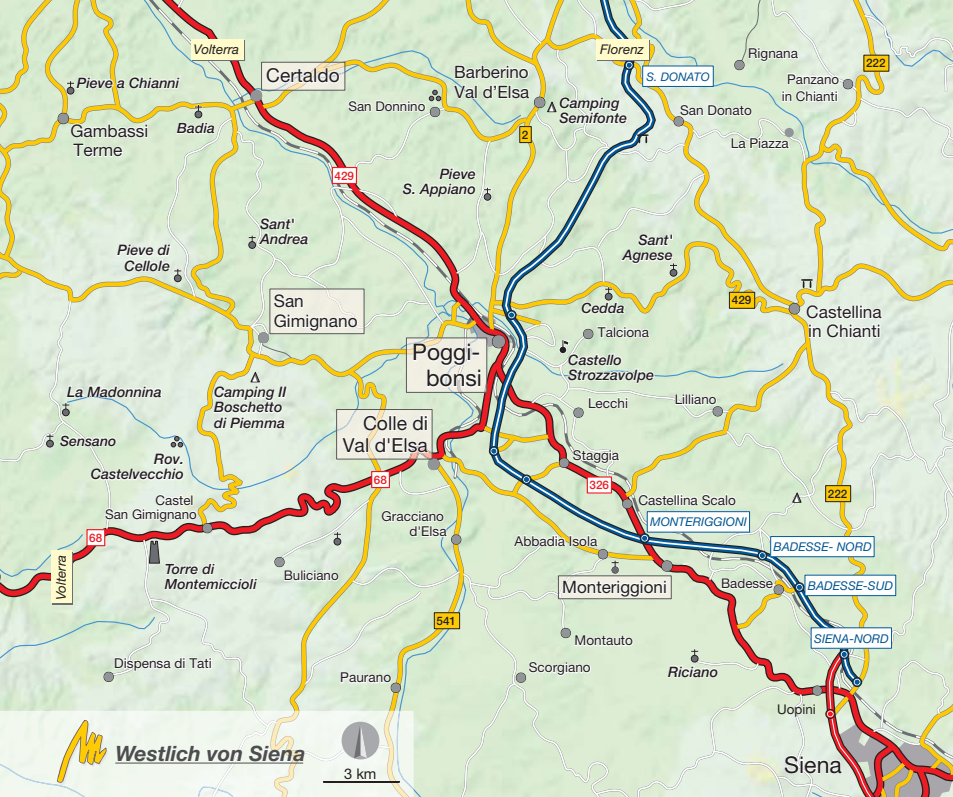 Volterra
Florenz
Rignana
222
Certaldo
Barberino
Val d'Elsa
S. DONATO
Panzano
in Chianti
Pieve a Chianni
San Donnino
Camping
Semifonte
San Donato
Gambassi
Terme
Badia
2
La Piazza
429
Pieve
S. Appiano
Sant'
Andrea
Sant'
Agnese
Pieve di
Cellole
San
Gimignano
Cedda
429
Castellina
in Chianti
Talciona
Poggi-
bonsi
Castello
Strozzavolpe
La Madonnina
Camping Il
Boschetto
di Piemma
Lecchi
Lilliano
Colle di
Val d'Elsa
Sensano
Rov.
Castelvecchio
Staggia
68
326
222
Castel
San Gimignano
Castellina Scalo
Gracciano
d'Elsa
MONTERIGGIONI
68
Abbadia Isola
BADESSE- NORD
Volterra
Torre di
Montemiccioli
Buliciano
Monteriggioni
Badesse
BADESSE-SUD
541
Montauto
SIENA-NORD
Dispensa di Tati
Paurano
Scorgiano
Riciano
Uopini
Westlich von Siena
3 km
Siena